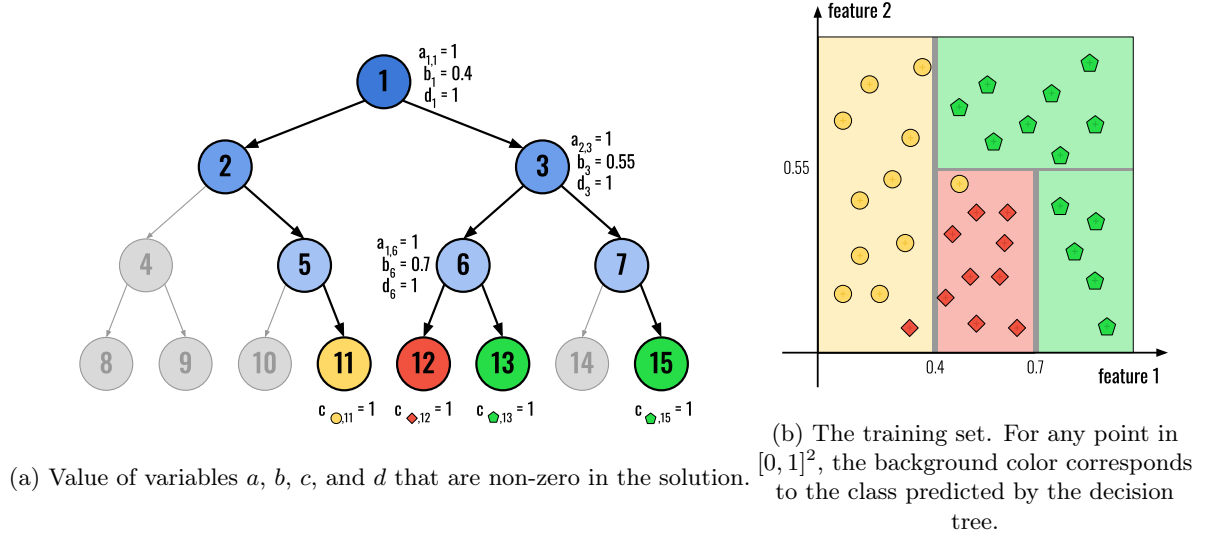 1
a1,1 = 1
b1 = 0.4
d1 = 1
2
3
a2,3 = 1
b3 = 0.55
d3 = 1
4
5
a1,6 = 1
b6 = 0.7
d6 = 1
6
7
8
9
10
11
12
13
14
15
c ,11 = 1
c ,12 = 1
c ,13 = 1
c ,15 = 1
(a) Value of variables a, b, c, and d that are non-zero in the solution.
feature 2
0.55
0.4
0.7
feature 1
(b) The training set. For any point in
[0, 1]², the background color corresponds
to the class predicted by the decision
tree.